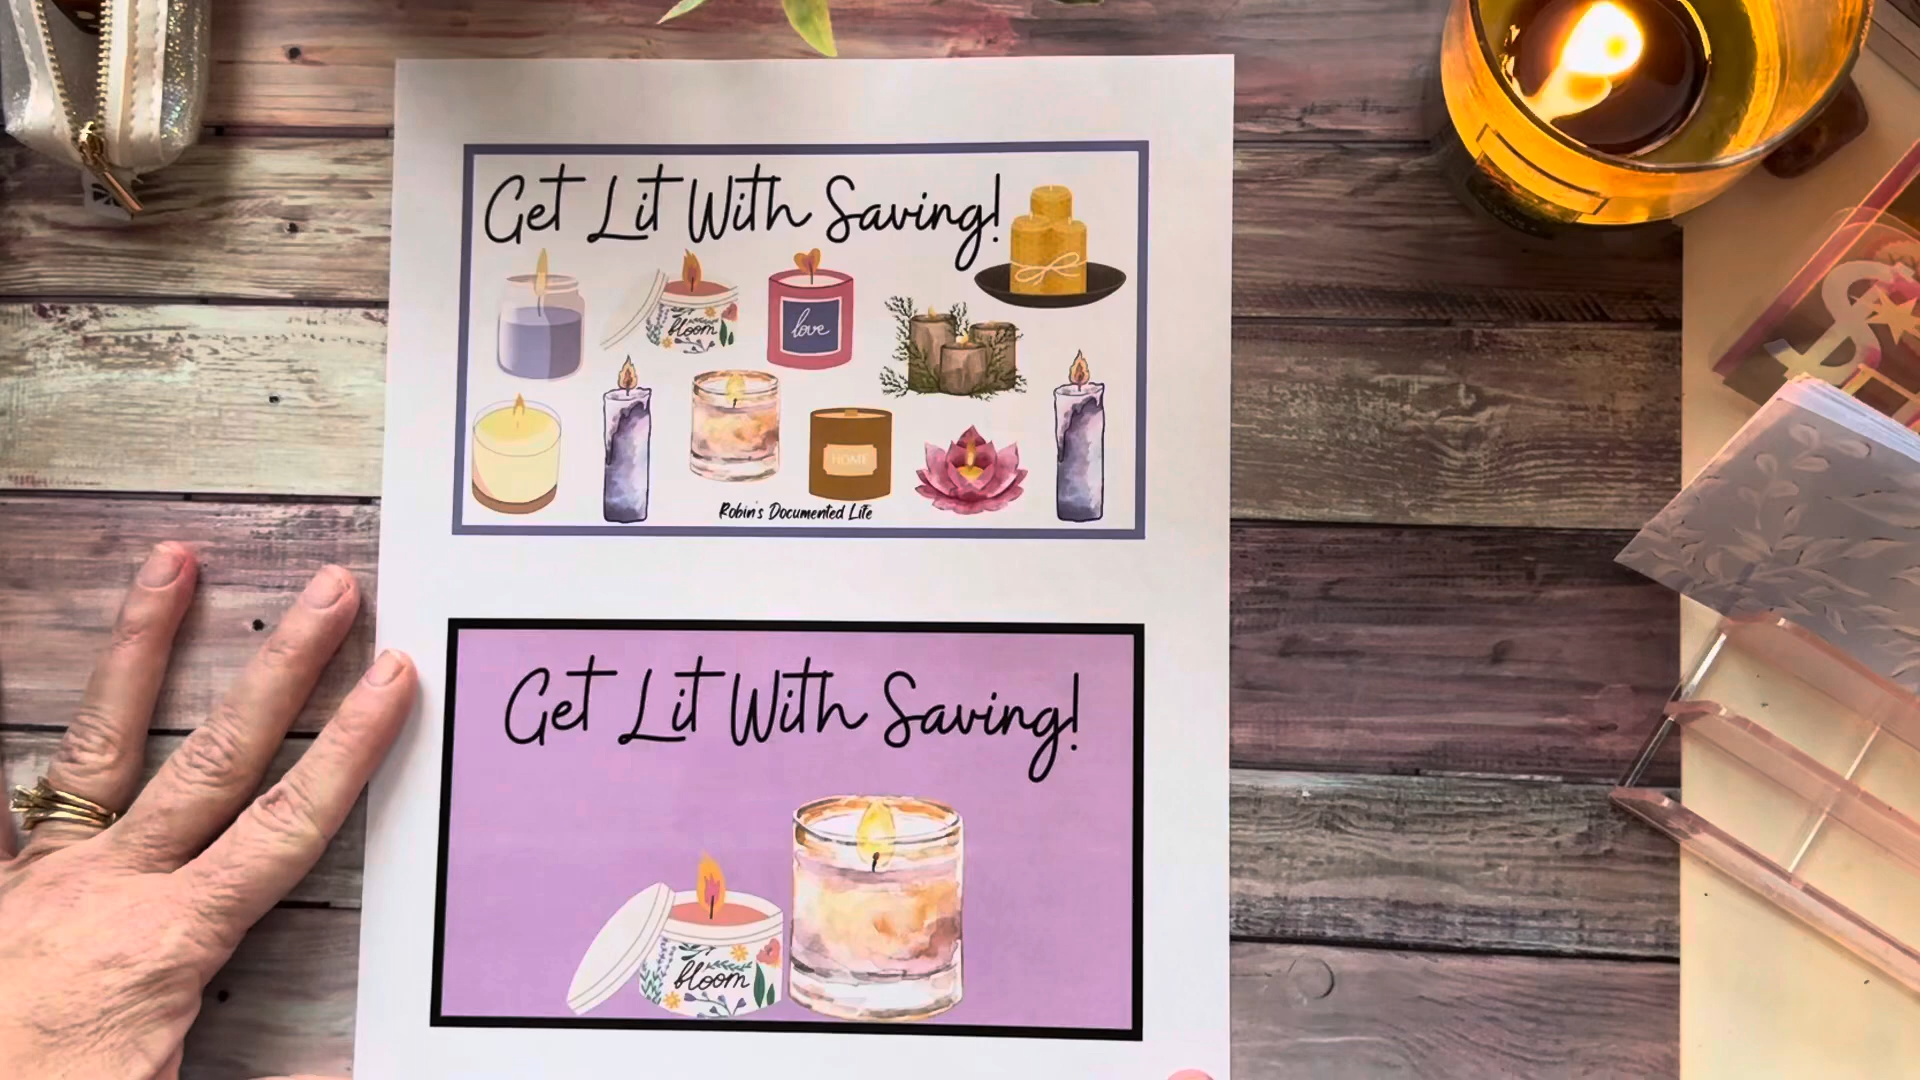 Get Lit With Saving!
bloom
love
HOME
Robin's Documented Life
Get Lit With Saving!
bloom